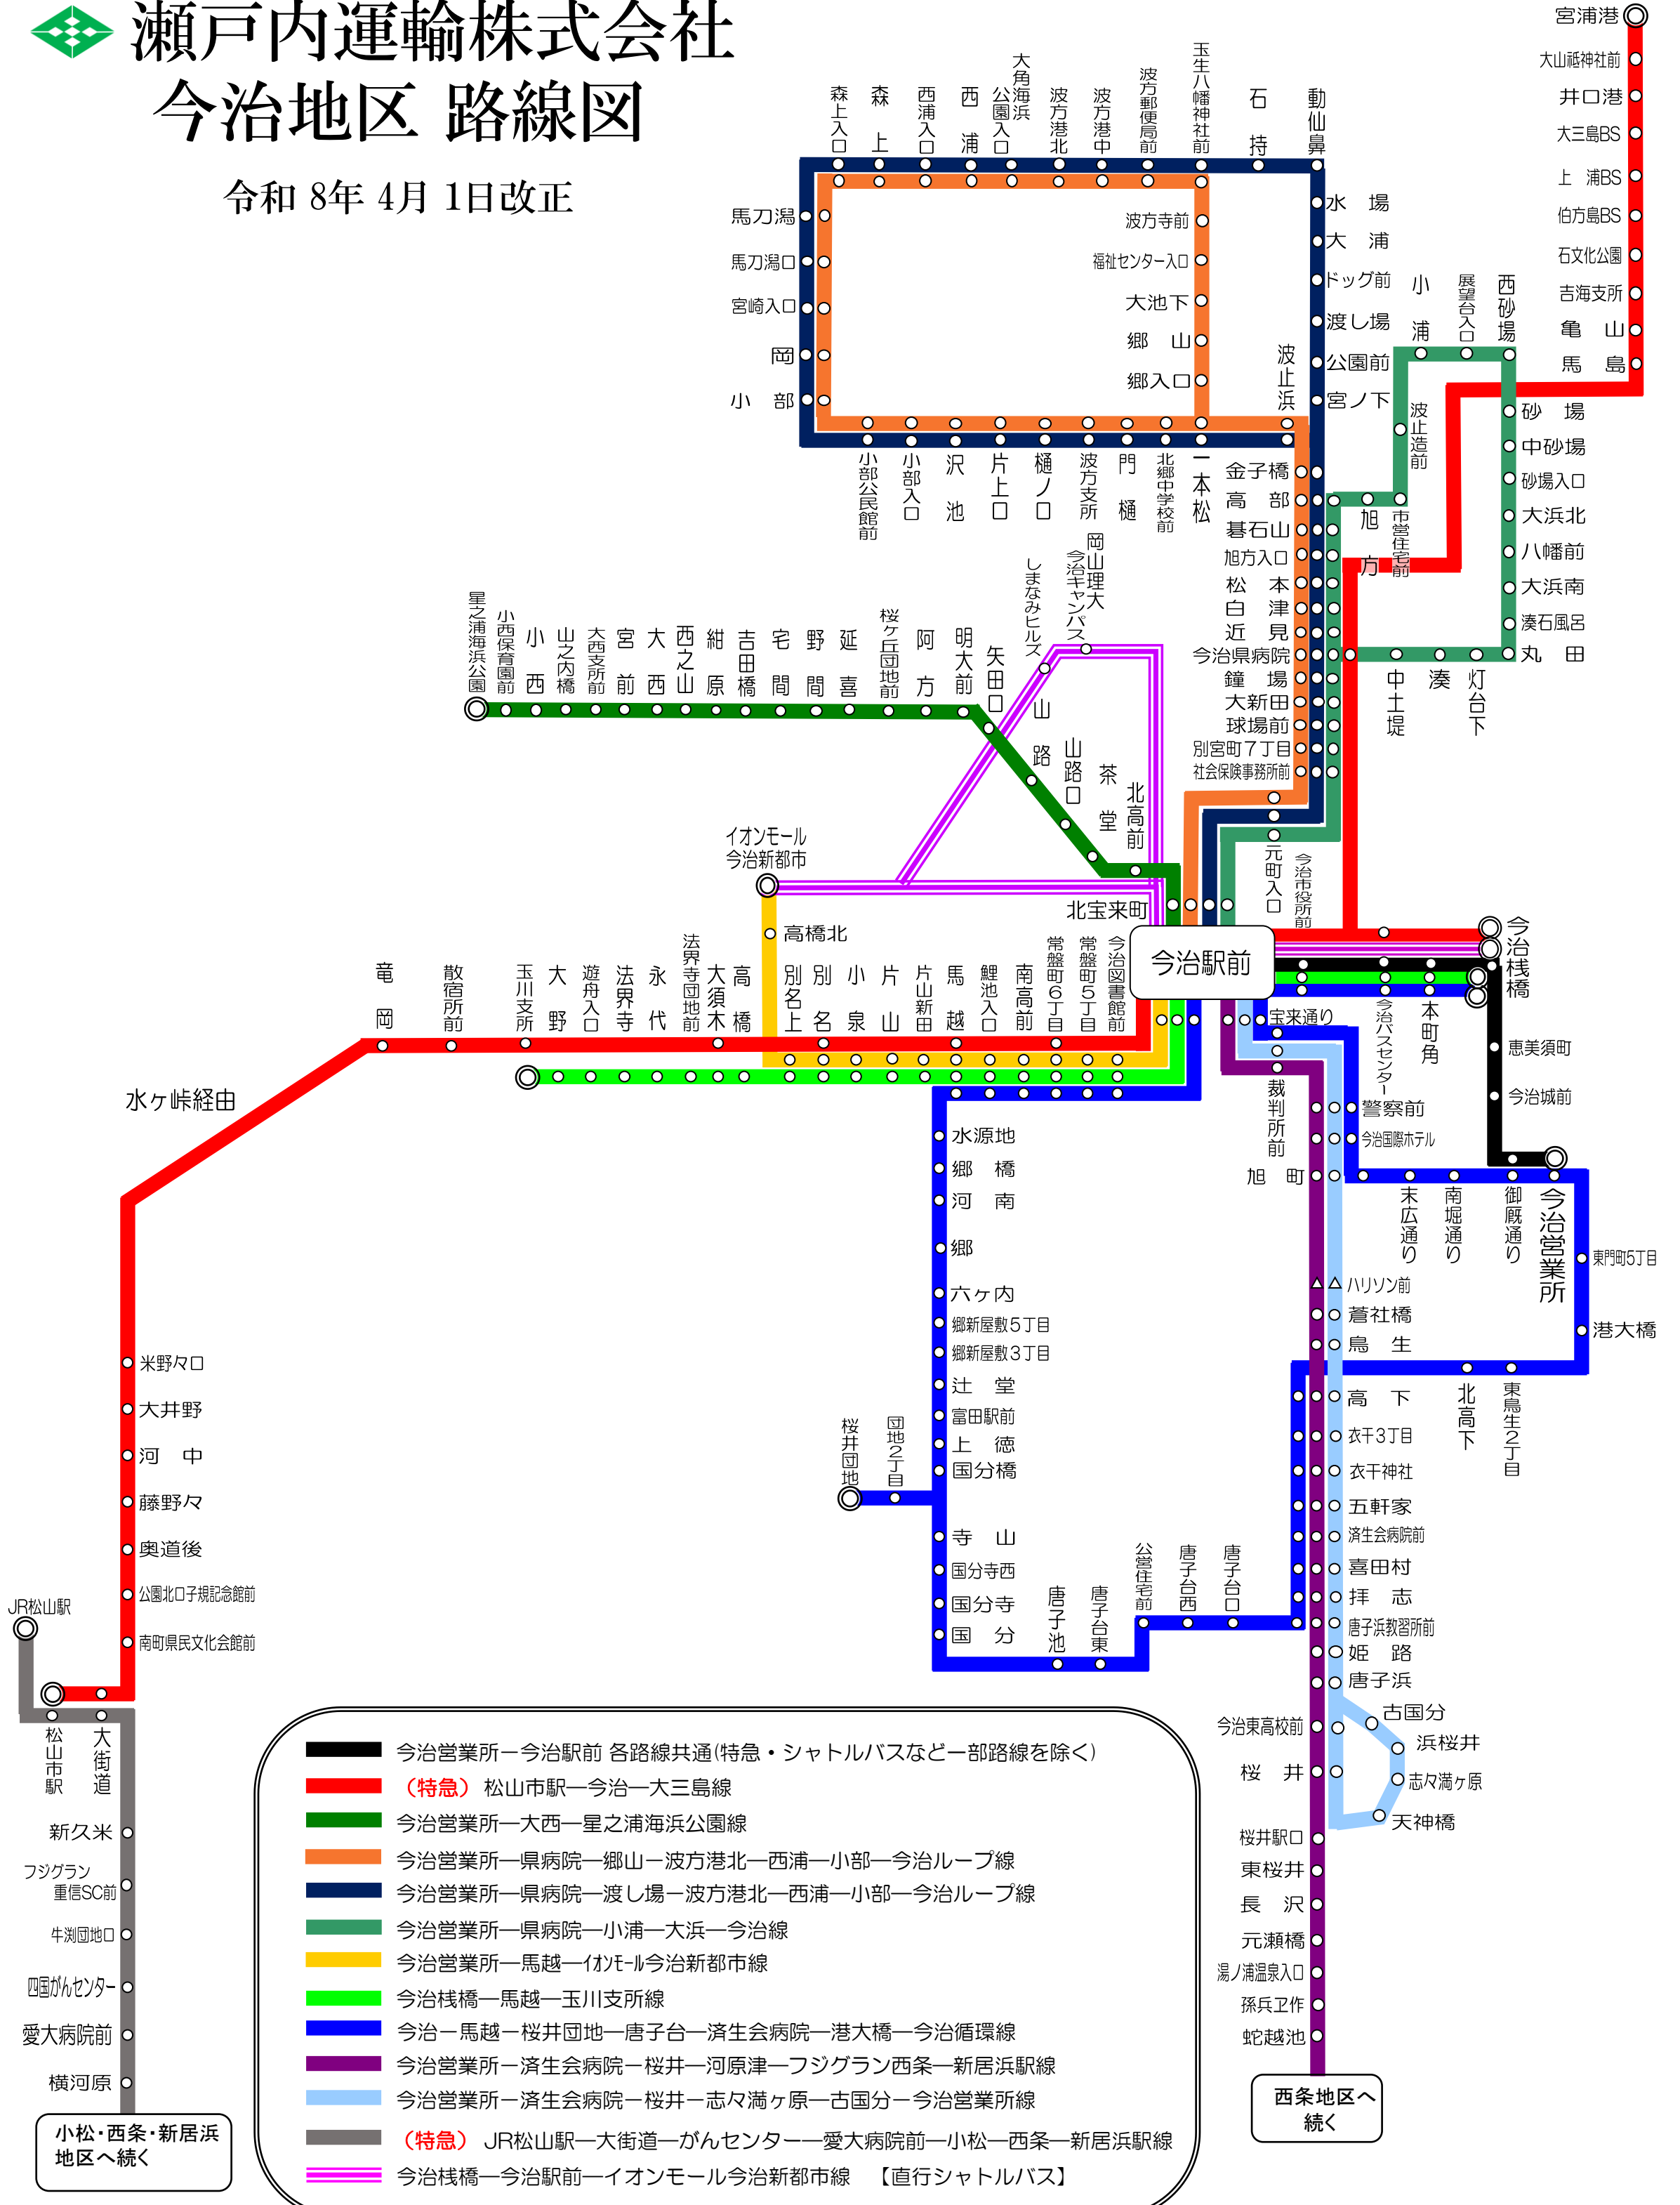 瀬戸内運輸株式会社
今治地区 路線図
令和 8年 4月 1日改正
宮浦港
大山祗神社前
井口港
大三島BS
上　浦BS
伯方島BS
石文化公園
吉海支所
亀　山
馬　島
森上入口
森　上
西浦入口
西　浦
大角海浜
公園入口
波方港北
波方港中
波方郵便局前
玉生八幡神社前
石　持
動仙鼻
馬刀潟
馬刀潟口
宮崎入口
岡
小　部
波方寺前
福祉センター入口
大池下
郷　山
郷入口
水　場
大　浦
ドッグ前
渡し場
公園前
宮ノ下
波止浜
小部公民館前
小部入口
沢　池
片上口
樋ノ口
波方支所
門　樋
北郷中学校前
一本松
小　浦
展望台入口
西砂場
波止造前
市営住宅前
旭　方
砂　場
中砂場
砂場入口
大浜北
八幡前
大浜南
湊石風呂
丸　田
中土堤
湊
灯台下
金子橋
高　部
碁石山
旭方入口
松　本
白　津
近　見
今治県病院
鐘　場
大新田
球場前
別宮町７丁目
社会保険事務所前
元町入口
今治市役所前
星之浦海浜公園
小西保育園前
小　西
山之内橋
大西支所前
宮　前
大　西
西之山
紺　原
吉田橋
宅　間
野　間
延　喜
桜ヶ丘団地前
阿　方
明大前
矢田口
山　路
山路口
茶　堂
北高前
しまなみヒルズ
岡山理大
今治キャンパス
イオンモール
今治新都市
高橋北
北宝来町
今治駅前
今治桟橋
竜　岡
散宿所前
玉川支所
大　野
遊舟入口
法界寺
永　代
法界寺団地前
大須木
高　橋
別名上
別　名
小　泉
片　山
片山新田
馬　越
鯉池入口
南高前
常盤町６丁目
常盤町５丁目
今治図書館前
宝来通り
裁判所前
今治バスセンター
本町角
恵美須町
今治城前
水ヶ峠経由
警察前
今治国際ホテル
旭　町
末広通り
南堀通り
御厩通り
今治営業所
東門町5丁目
港大橋
北高下
東鳥生２丁目
水源地
郷　橋
河　南
郷
六ヶ内
郷新屋敷５丁目
郷新屋敷３丁目
辻　堂
富田駅前
上　徳
国分橋
桜井団地
団地２丁目
寺　山
国分寺西
国分寺
国　分
唐子池
唐子台東
公営住宅前
唐子台西
唐子台口
ハリソン前
蒼社橋
鳥　生
高　下
衣干３丁目
衣干神社
五軒家
済生会病院前
喜田村
拝　志
唐子浜教習所前
姫　路
唐子浜
今治東高校前
桜　井
古国分
浜桜井
志々満ヶ原
天神橋
桜井駅口
東桜井
長　沢
元瀬橋
湯ノ浦温泉入口
孫兵ヱ作
蛇越池
西条地区へ
続く
米野々口
大井野
河　中
藤野々
奥道後
公園北口子規記念館前
南町県民文化会館前
JR松山駅
松山市駅
大街道
新久米
フジグラン
重信SC前
牛渕団地口
四国がんセンター
愛大病院前
横河原
小松・西条・新居浜
地区へ続く
今治営業所－今治駅前 各路線共通(特急・シャトルバスなど一部路線を除く)
（特急） 松山市駅―今治―大三島線
今治営業所―大西―星之浦海浜公園線
今治営業所―県病院―郷山－波方港北―西浦―小部―今治ループ線
今治営業所―県病院―渡し場－波方港北―西浦―小部―今治ループ線
今治営業所―県病院―小浦―大浜―今治線
今治営業所―馬越―ｲｵﾝﾓｰﾙ今治新都市線
今治桟橋―馬越―玉川支所線
今治－馬越－桜井団地―唐子台―済生会病院―港大橋―今治循環線
今治営業所－済生会病院－桜井―河原津―フジグラン西条―新居浜駅線
今治営業所－済生会病院－桜井－志々満ヶ原―古国分－今治営業所線
（特急） JR松山駅―大街道―がんセンター―愛大病院前―小松―西条―新居浜駅線
今治桟橋―今治駅前―イオンモール今治新都市線　【直行シャトルバス】